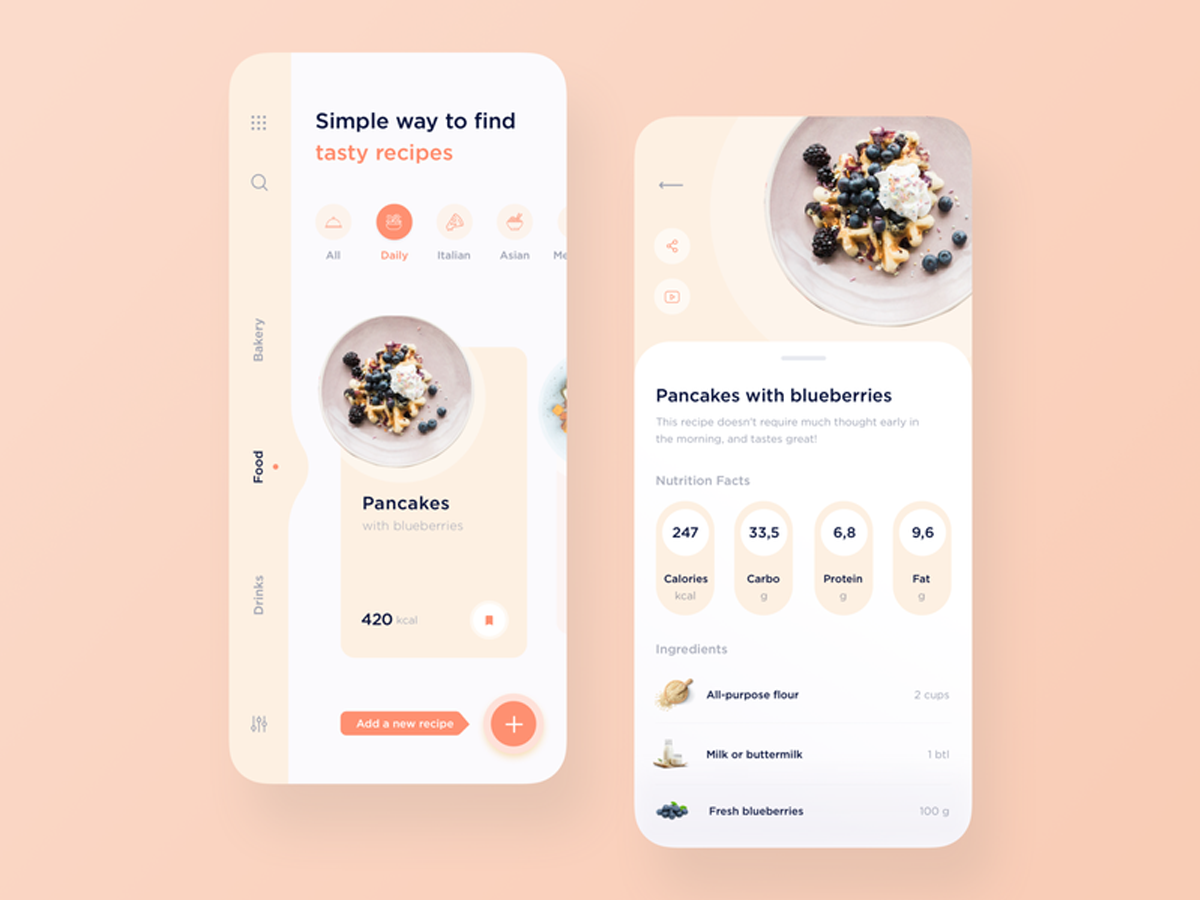 Simple way to find
tasty recipes
All
Daily
Italian
Asian
Me
Bakery
Food
Drinks
Pancakes
with blueberries
420 kcal
Add a new recipe
Pancakes with blueberries
This recipe doesn't require much thought early in
the morning, and tastes great!
Nutrition Facts
247
33,5
6,8
9,6
Calories
Carbo
Protein
Fat
kcal
g
g
g
Ingredients
All-purpose flour
2 cups
Milk or buttermilk
1 btl
Fresh blueberries
100 g